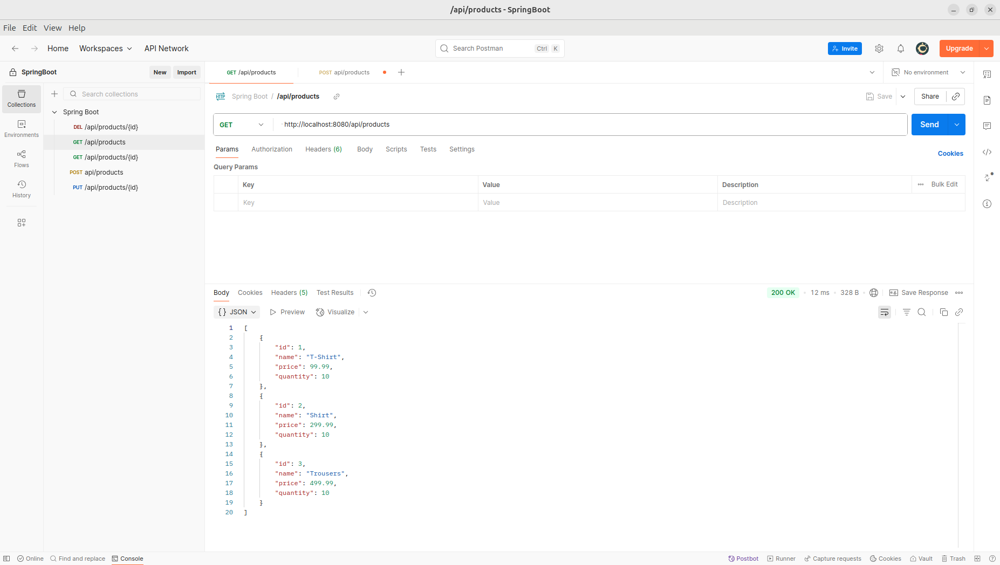 /api/products - SpringBoot
File Edit View Help
Home Workspaces API Network
Search Postman Ctrl K
Invite
Upgrade
SpringBoot
New Import
GET /api/products
POST api/products
No environment
Collections
Environments
Flows
History
Search collections
Spring Boot
DEL /api/products/{id}
GET /api/products
GET /api/products/{id}
POST api/products
PUT /api/products/{id}
HTTP Spring Boot / /api/products
Save
Share
GET http://localhost:8080/api/products
Send
Params Authorization Headers (6) Body Scripts Tests Settings
Cookies
Query Params
Key Value Description Bulk Edit
Key Value Description
Body Cookies Headers (5) Test Results
200 OK 12 ms 328 B e.g. Save Response
{} JSON Preview Visualize
1 [
2 {
3 "id": 1,
4 "name": "T-Shirt",
5 "price": 99.99,
6 "quantity": 10
7 },
8 {
9 "id": 2,
10 "name": "Shirt",
11 "price": 299.99,
12 "quantity": 10
13 },
14 {
15 "id": 3,
16 "name": "Trousers",
17 "price": 499.99,
18 "quantity": 10
19 }
20 ]
Online Find and replace Console
Postbot Runner Capture requests Cookies Vault Trash